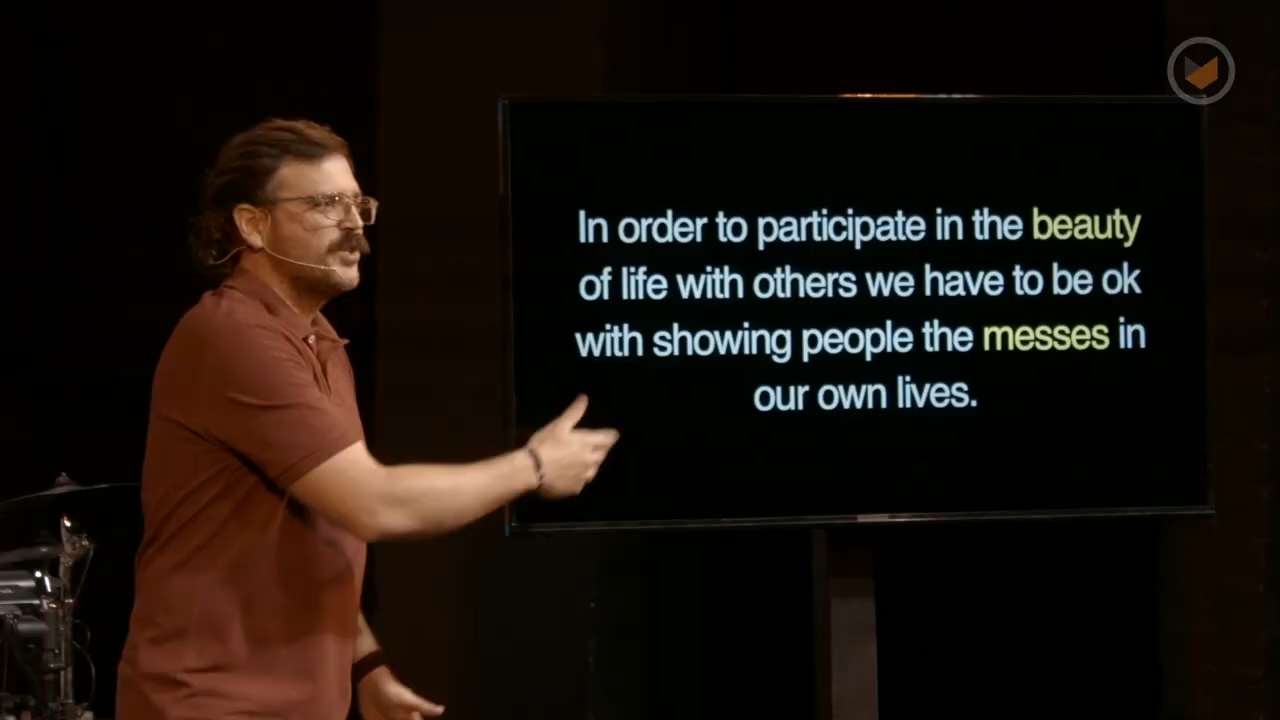 In order to participate in the beauty
of life with others we have to be ok
with showing people the messes in
our own lives.